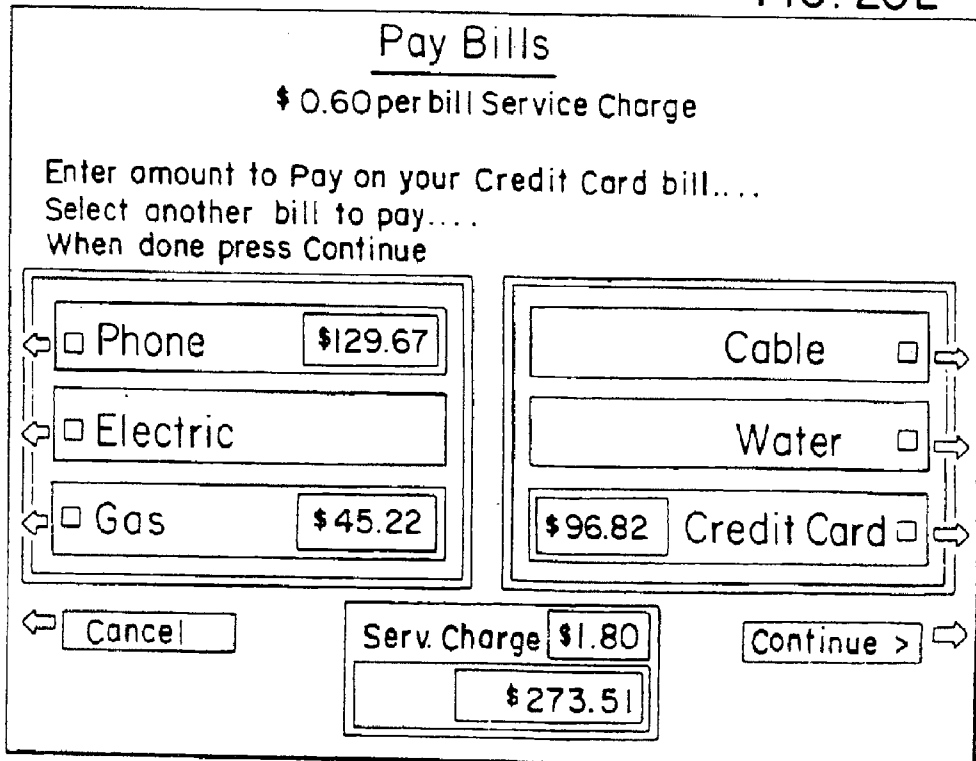 Pay Bills
$ 0.60 per bill Service Charge
Enter amount to Pay on your Credit Card bill....
Select another bill to pay....
When done press Continue
Phone $129.67
Electric
Gas $45.22
Cable
Water
$96.82 Credit Card
Cancel
Serv. Charge $1.80
$273.51
Continue >